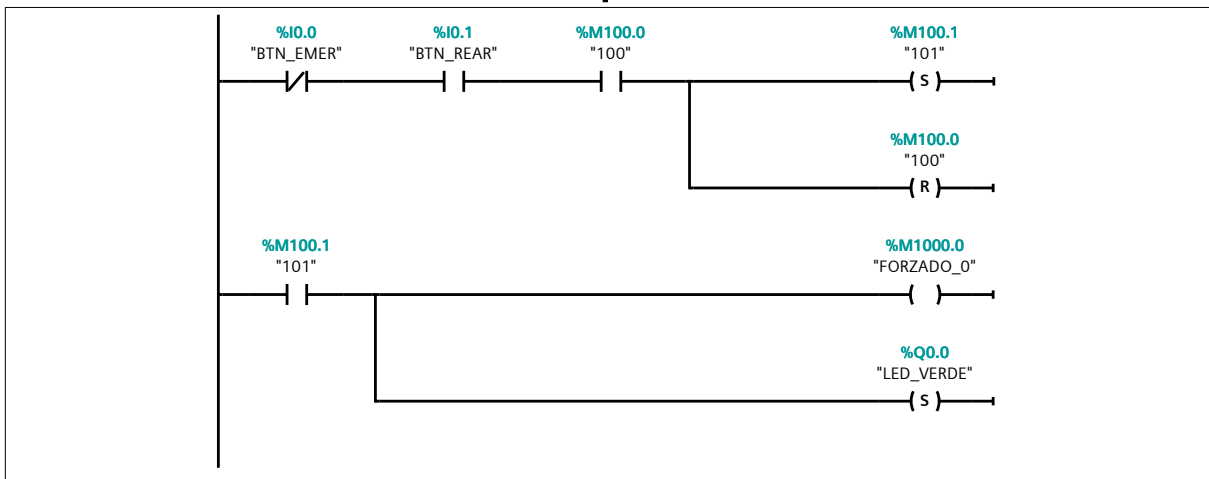 %I0.0 %I0.1 %M100.0 %M100.1
"BTN_EMER" "BTN_REAR" "100" "101"
S
%M100.0
"100"
R
%M100.1 %M1000.0
"101" "FORZADO_0"
%Q0.0
"LED_VERDE"
S